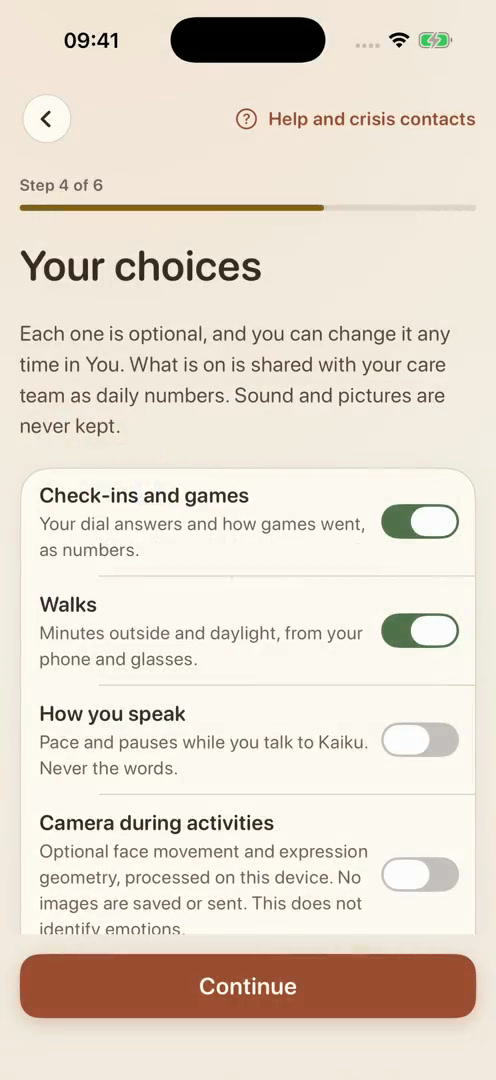 09:41
Help and crisis contacts
Step 4 of 6
Your choices
Each one is optional, and you can change it any
time in You. What is on is shared with your care
team as daily numbers. Sound and pictures are
never kept.
Check-ins and games
Your dial answers and how games went,
as numbers.
Walks
Minutes outside and daylight, from your
phone and glasses.
How you speak
Pace and pauses while you talk to Kaiku.
Never the words.
Camera during activities
Optional face movement and expression
geometry, processed on this device. No
images are saved or sent. This does not
identify emotions.
Continue